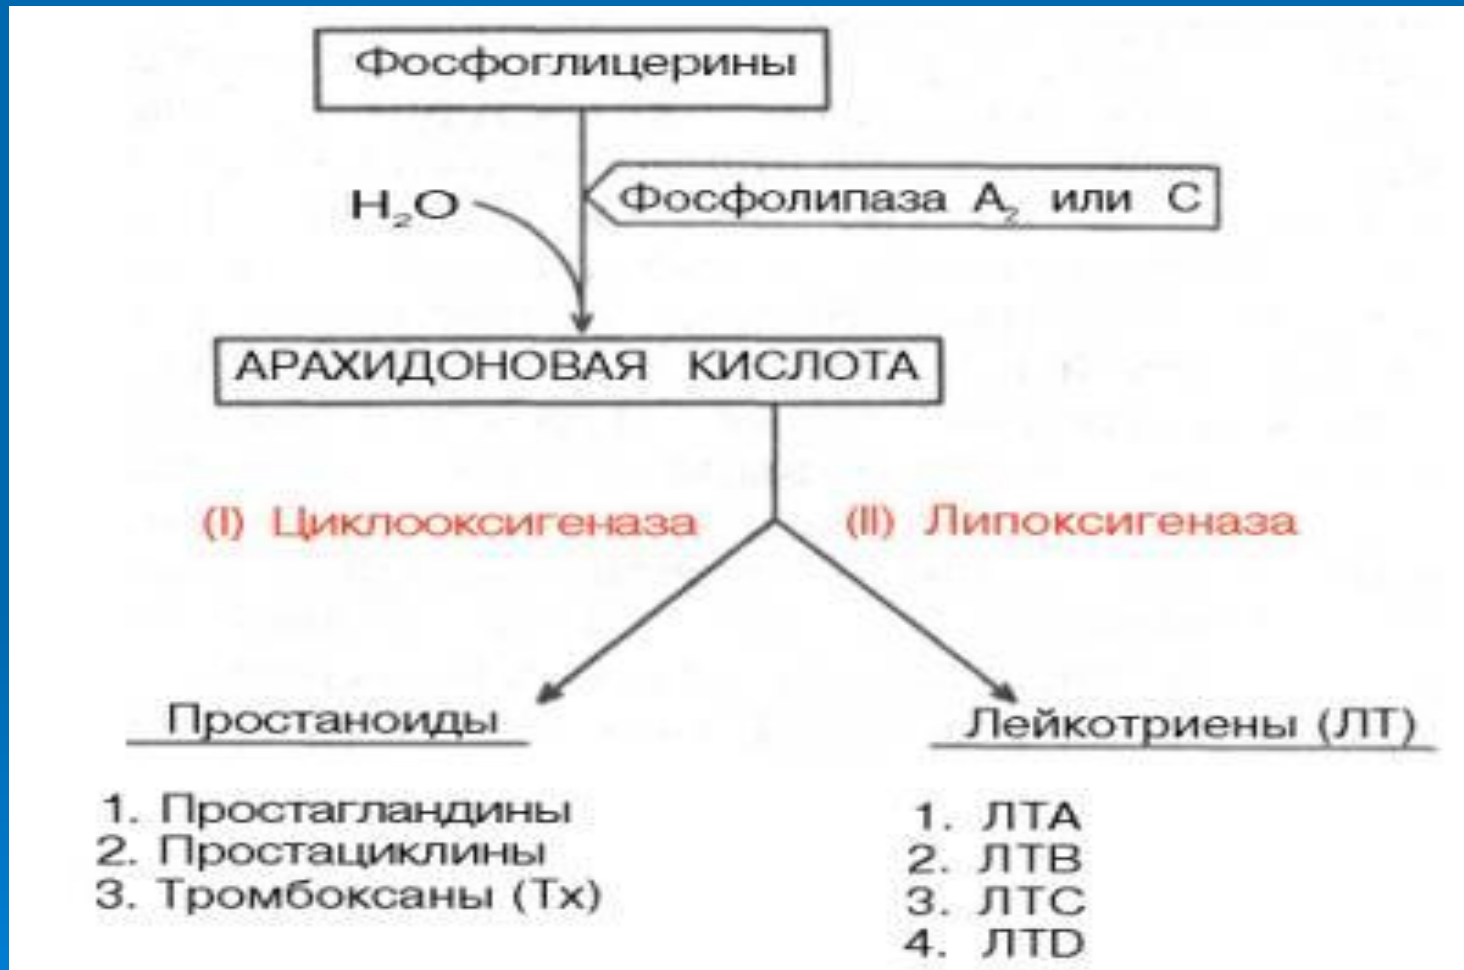 Фосфоглицерины
H₂O
Фосфолипаза A₂ или C
АРАХИДОНОВАЯ КИСЛОТА
(I) Циклооксигеназа
(II) Липоксигеназа
Простаноиды
1. Простагландины
2. Простациклины
3. Тромбоксаны (Тх)
Лейкотриены (ЛТ)
1. ЛТА
2. ЛТВ
3. ЛТС
4. ЛТD